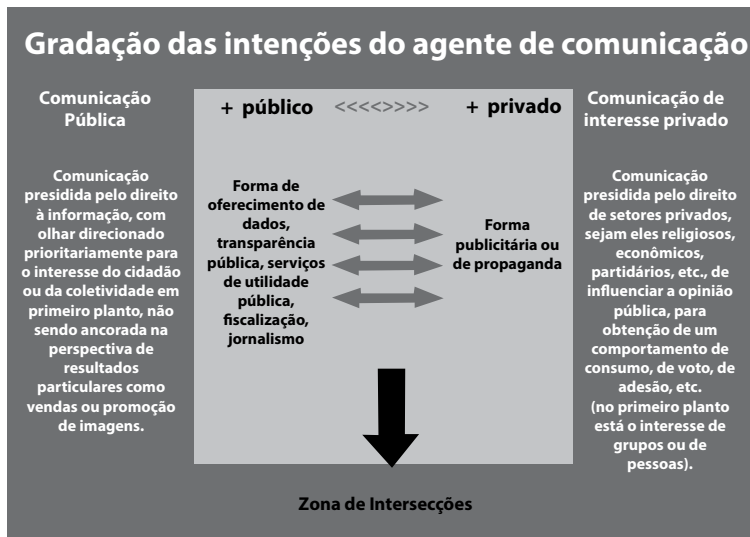 Gradação das intenções do agente de comunicação
Comunicação
Pública
Comunicação
presidida pelo direito
à informação, com
olhar direcionado
prioritariamente para
o interesse do cidadão
ou da coletividade em
primeiro planto, não
sendo ancorada na
perspectiva de
resultados
particulares como
vendas ou promoção
de imagens.
+ público <<<<>>>> + privado
Forma de
oferecimento de
dados,
transparência
pública, serviços
de utilidade
pública,
fiscalização,
jornalismo
Forma
publicitária ou
de propaganda
Comunicação de
interesse privado
Comunicação
presidida pelo direito
de setores privados,
sejam eles religiosos,
econômicos,
partidários, etc., de
influenciar a opinião
pública, para
obtenção de um
comportamento de
consumo, de voto, de
adesão, etc.
(no primeiro planto
está o interesse de
grupos ou de
pessoas).
Zona de Intersecções